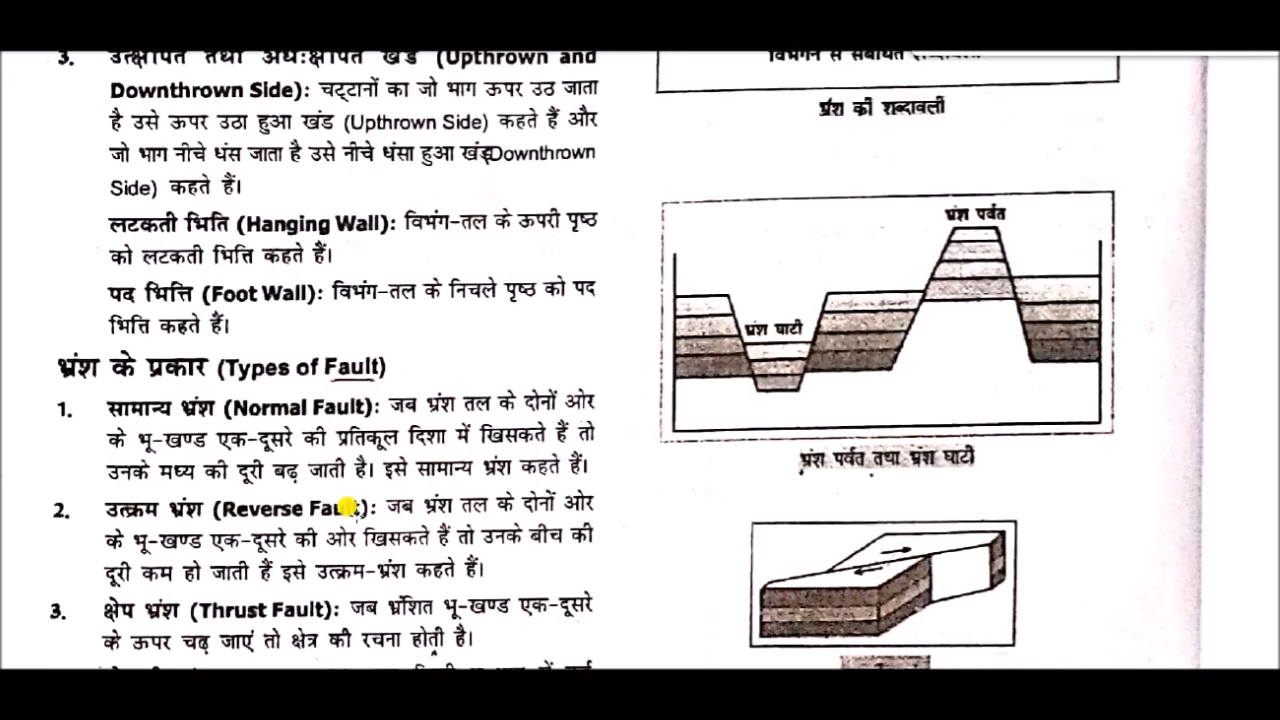 3. उत्क्षेपित तथा अधःक्षेपित खंड (Upthrown and
Downthrown Side): चट्टानों का जो भाग ऊपर उठ जाता
है उसे ऊपर उठा हुआ खंड (Upthrown Side) कहते हैं और
जो भाग नीचे धंस जाता है उसे नीचे धंसा हुआ खंड(Downthrown
Side) कहते हैं।
लटकती भिति (Hanging Wall): विभंग-तल के ऊपरी पृष्ठ
को लटकती भित्ति कहते हैं।
पद भित्ति (Foot Wall): विभंग-तल के निचले पृष्ठ को पद
भित्ति कहते हैं।
भ्रंश के प्रकार (Types of Fault)
1. सामान्य भ्रंश (Normal Fault): जब भ्रंश तल के दोनों ओर
के भू-खण्ड एक-दूसरे की प्रतिकूल दिशा में खिसकते हैं तो
उनके मध्य की दूरी बढ़ जाती है। इसे सामान्य भ्रंश कहते हैं।
2. उत्क्रम भ्रंश (Reverse Fault): जब भ्रंश तल के दोनों ओर
के भू-खण्ड एक-दूसरे की ओर खिसकते हैं तो उनके बीच की
दूरी कम हो जाती हैं इसे उत्क्रम-भ्रंश कहते हैं।
3. क्षेप भ्रंश (Thrust Fault): जब भ्रंशित भू-खण्ड एक-दूसरे
के ऊपर चढ़ जाएं तो क्षेत्र की रचना होती है।
विभंगन से संबंधित शब्दावली
भ्रंश की शब्दावली
भ्रंश पर्वत
भ्रंश घाटी
भ्रंश पर्वत तथा भ्रंश घाटी